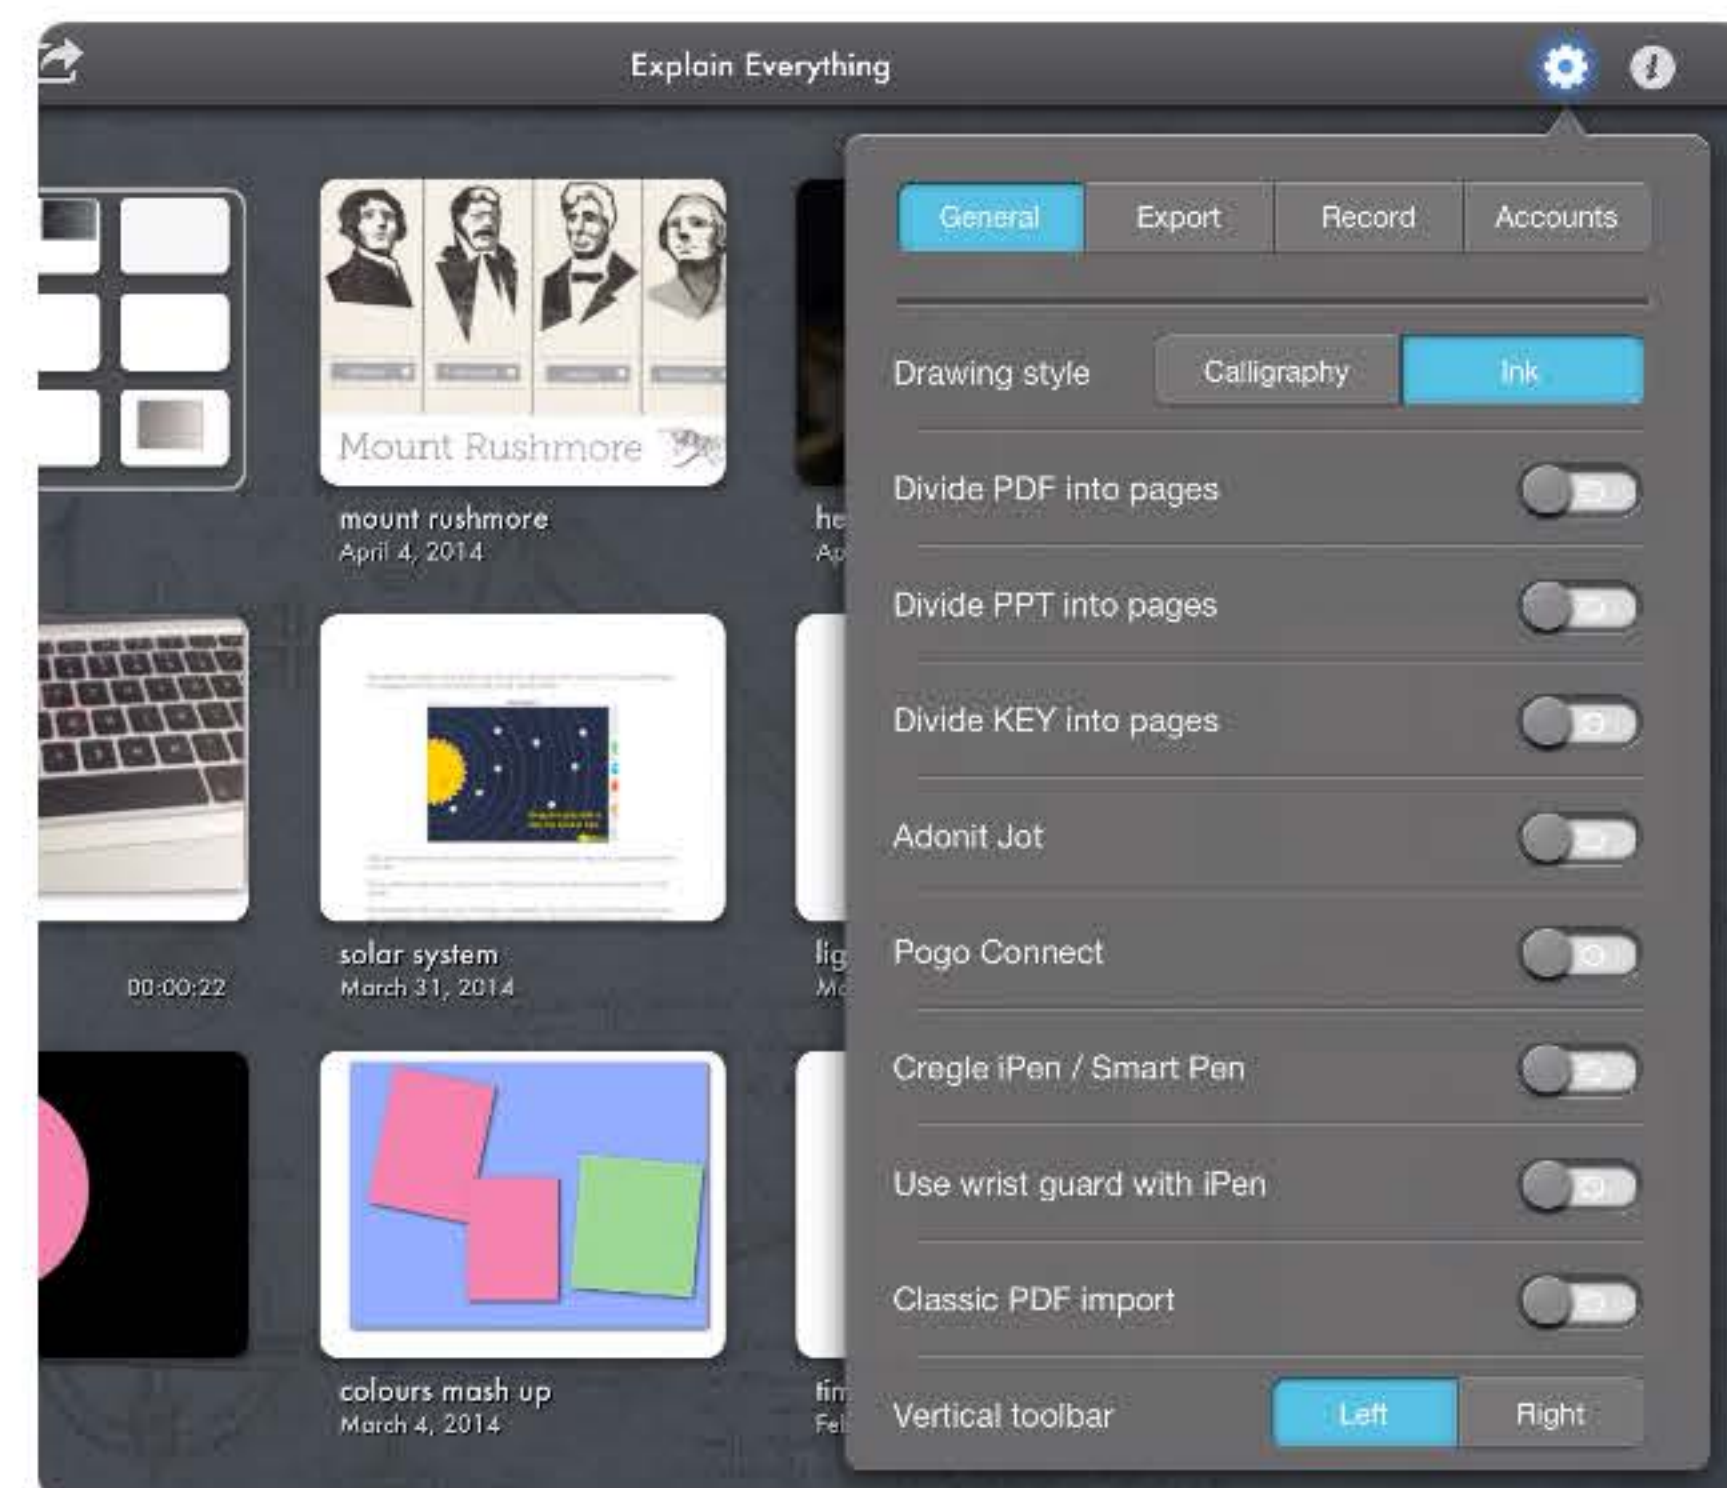 Explain Everything
General Export Record Accounts
Drawing style Calligraphy Ink
Divide PDF into pages
Divide PPT into pages
Divide KEY into pages
Adonit Jot
Pogo Connect
Cregle iPen / Smart Pen
Use wrist guard with iPen
Classic PDF import
Vertical toolbar Left Right
Mount Rushmore
mount rushmore
April 4, 2014
he
Ap
00:00:22
solar system
March 31, 2014
lig
colours mash up
March 4, 2014